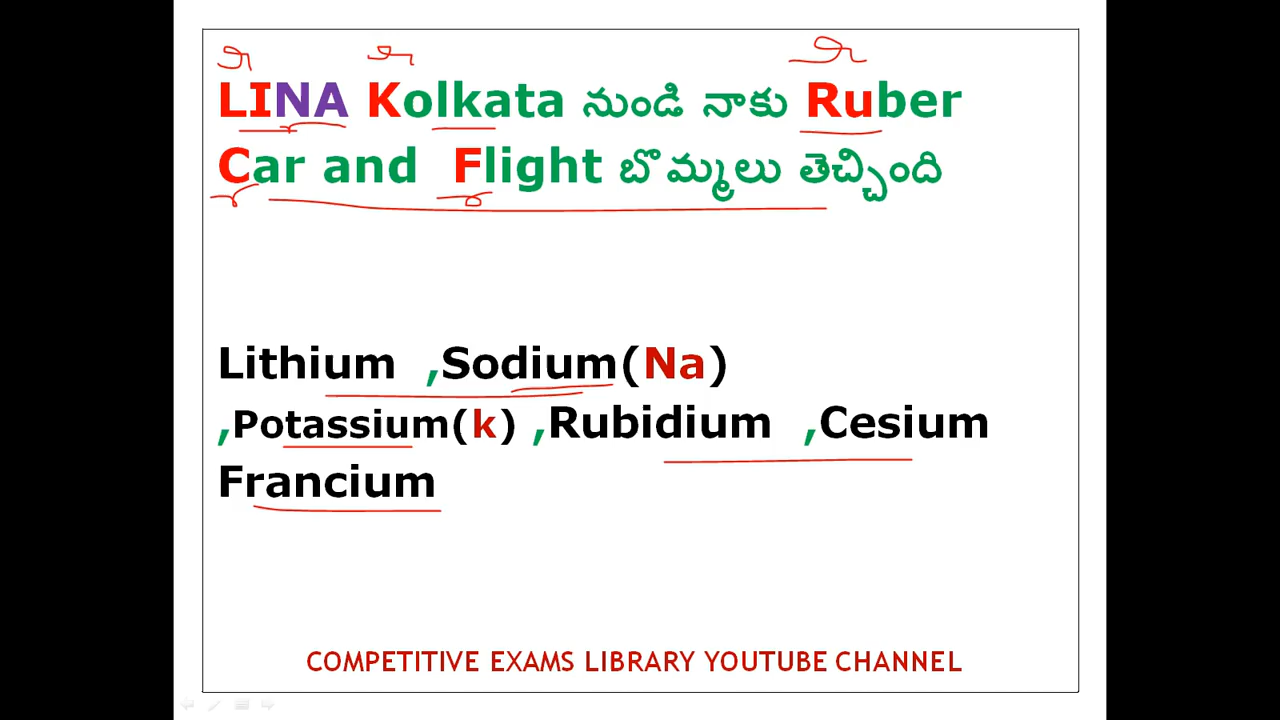 LINA Kolkata నుండి నాకు Ruber
Car and Flight బొమ్మలు తెచ్చింది
Lithium ,Sodium(Na)
,Potassium(k) ,Rubidium ,Cesium
Francium
COMPETITIVE EXAMS LIBRARY YOUTUBE CHANNEL